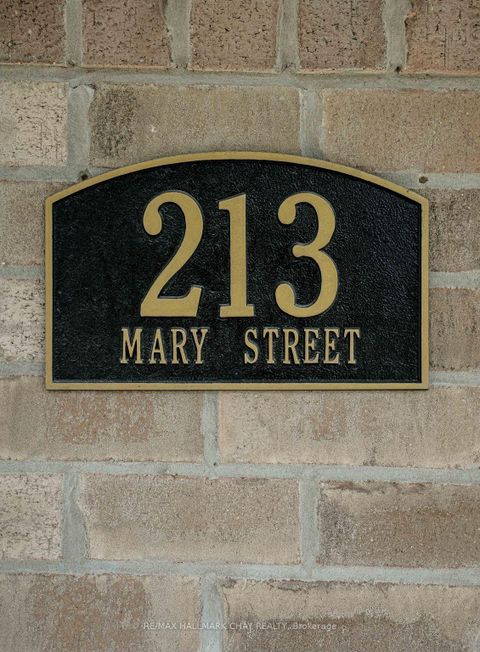 213
MARY STREET
RE/MAX HALLMARK CHAY REALTY, Brokerage